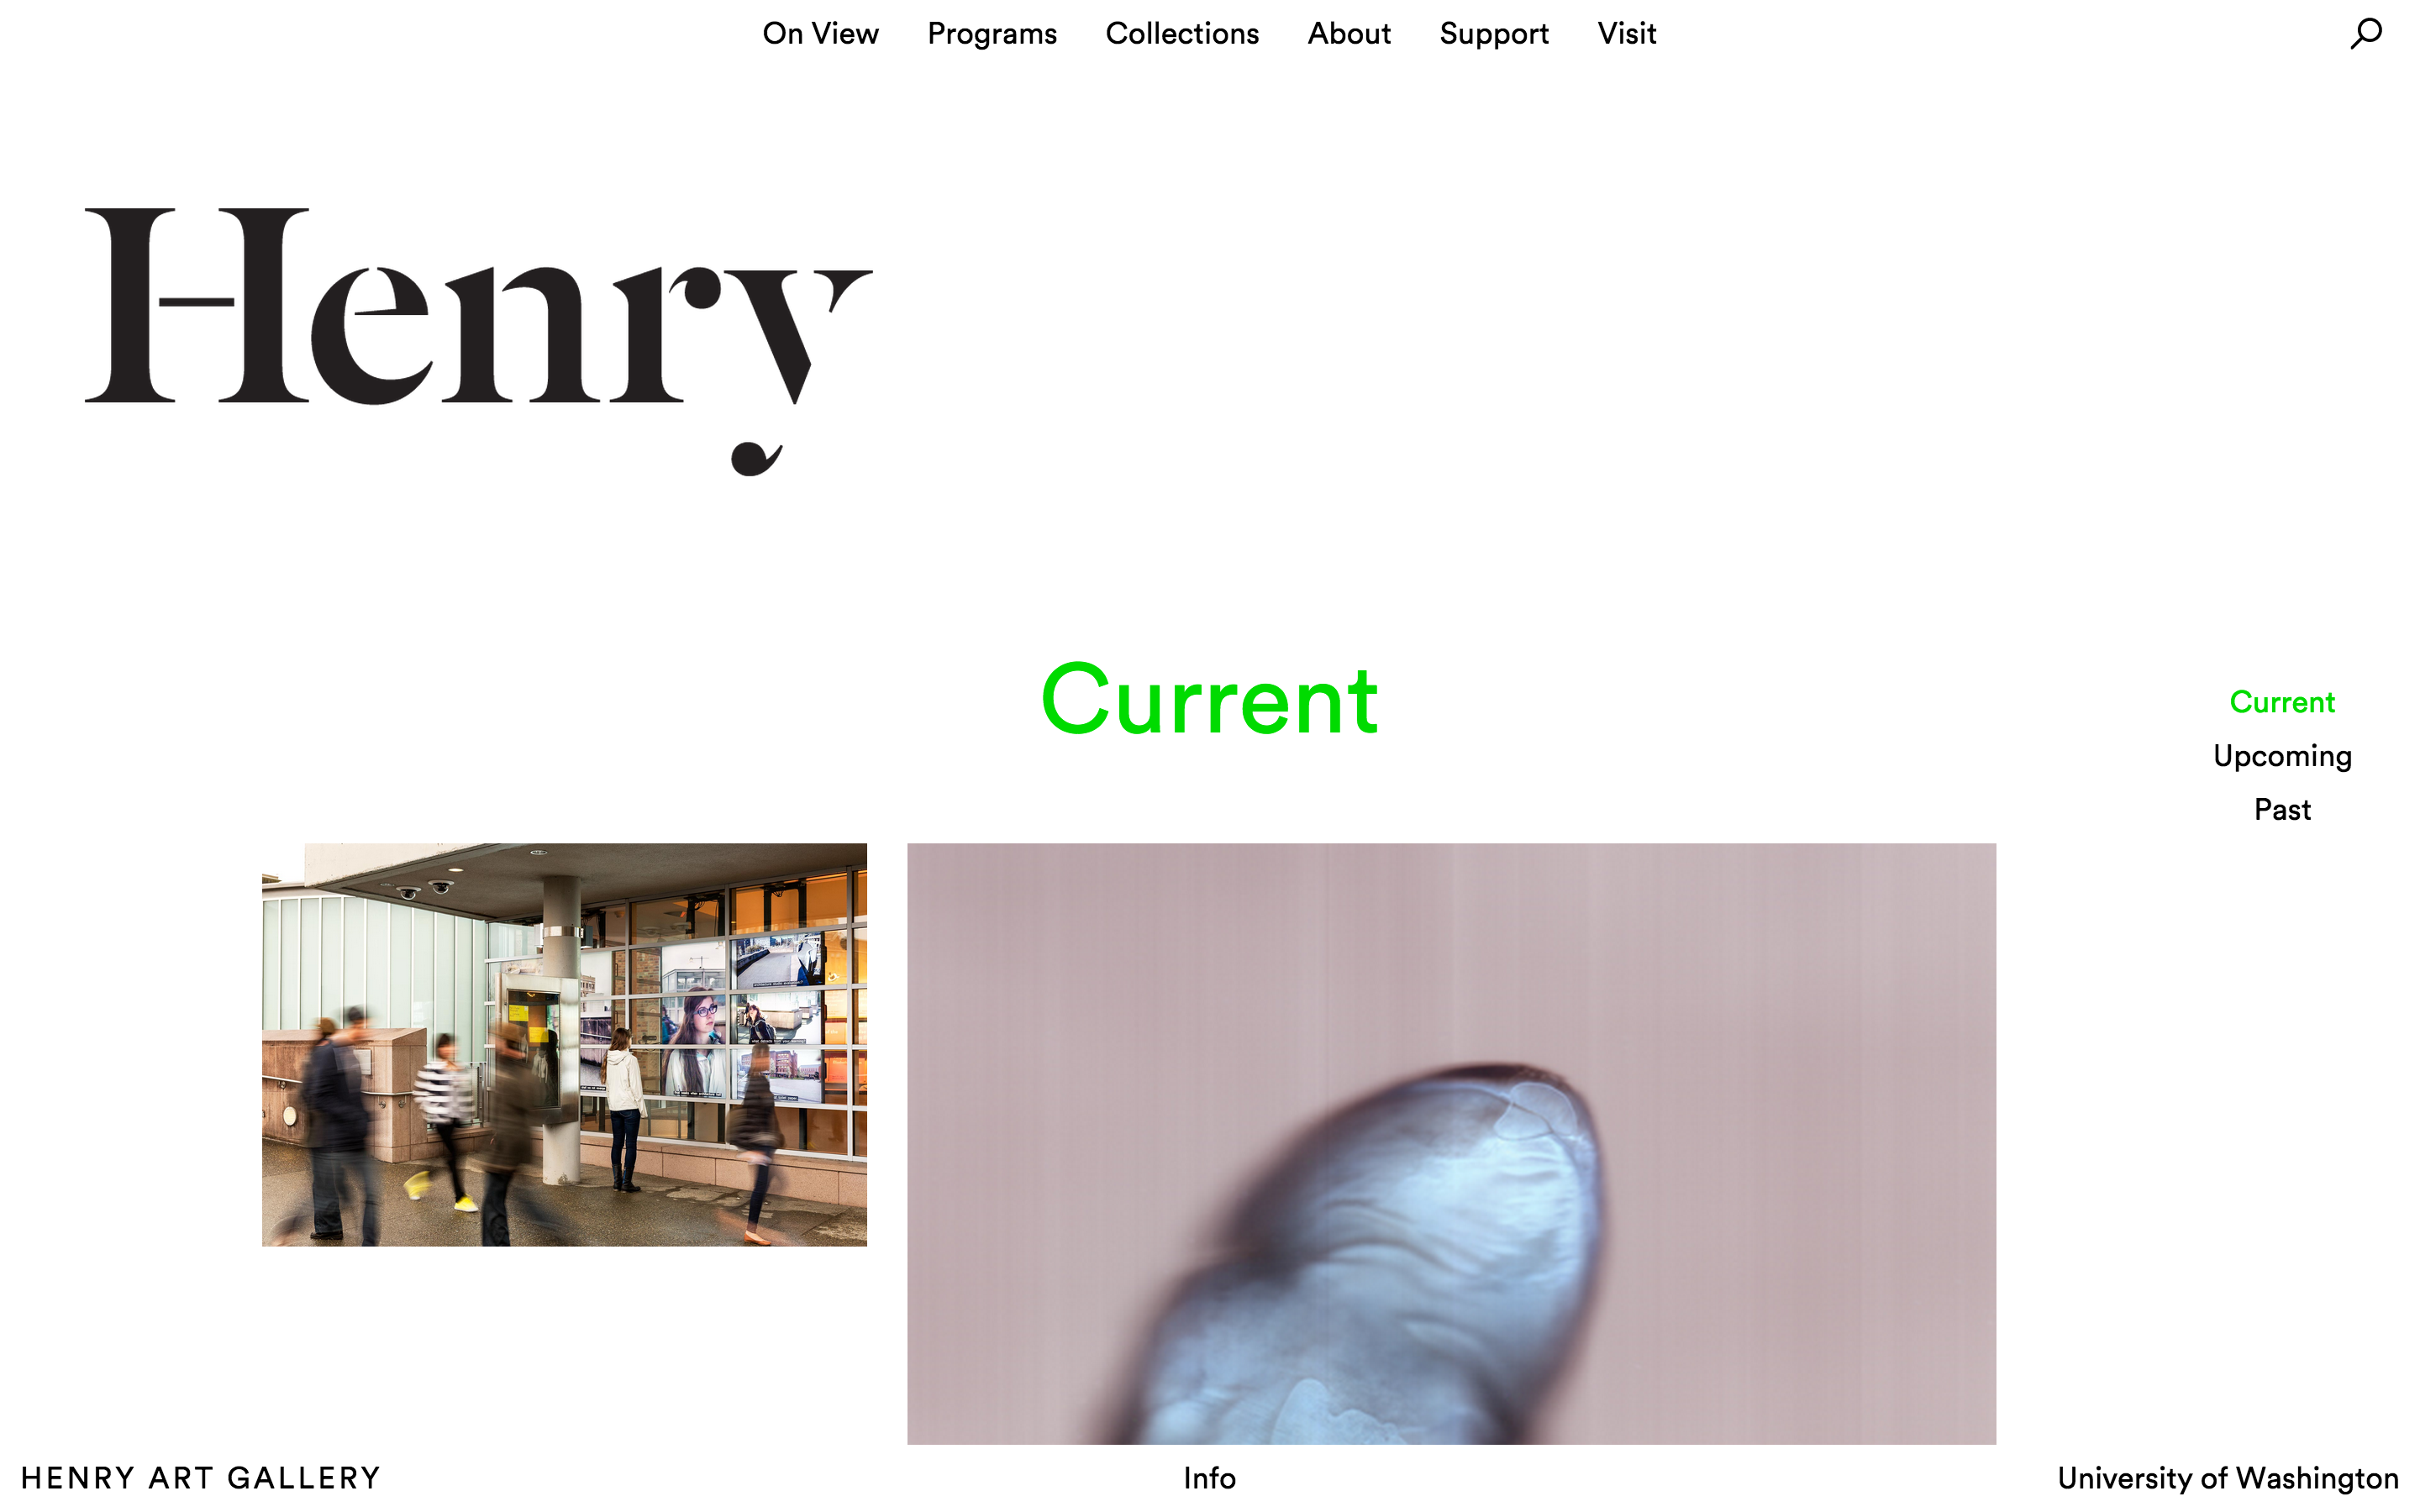 On View Programs Collections About Support Visit
Henry
Current
Current
Upcoming
Past
HENRY ART GALLERY Info University of Washington